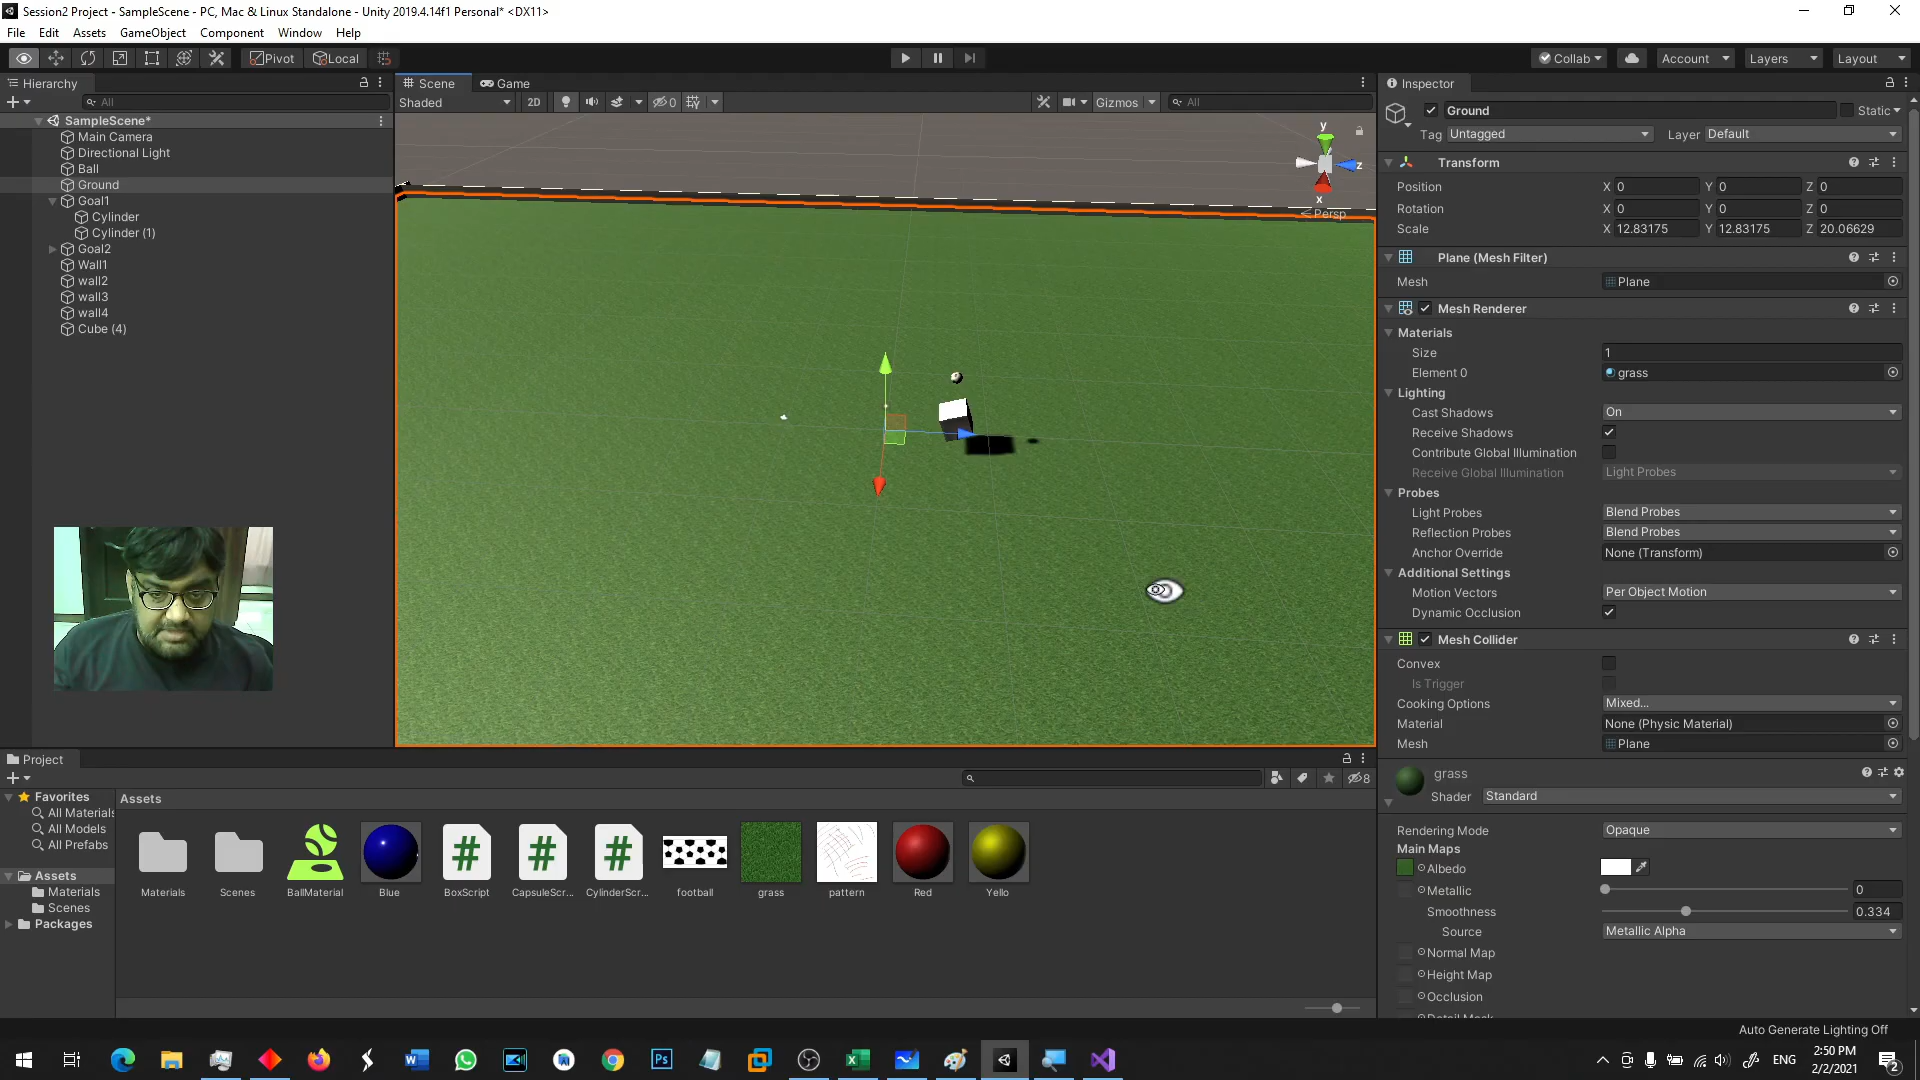 Session2 Project - SampleScene - PC, Mac & Linux Standalone - Unity 2019.4.14f1 Personal* <DX11>
File Edit Assets GameObject Component Window Help
Pivot Local Collab Account Layers Layout
Hierarchy
All
SampleScene*
Main Camera
Directional Light
Ball
Ground
Goal1
Cylinder
Cylinder (1)
Goal2
Wall1
wall2
wall3
wall4
Cube (4)
Scene Game
Shaded 2D 0 Gizmos All
y
z
x
Persp
Inspector
Ground Static
Tag Untagged Layer Default
Transform
Position X 0 Y 0 Z 0
Rotation X 0 Y 0 Z 0
Scale X 12.83175 Y 12.83175 Z 20.06629
Plane (Mesh Filter)
Mesh Plane
Mesh Renderer
Materials
Size 1
Element 0 grass
Lighting
Cast Shadows On
Receive Shadows
Contribute Global Illumination
Receive Global Illumination Light Probes
Probes
Light Probes Blend Probes
Reflection Probes Blend Probes
Anchor Override None (Transform)
Additional Settings
Motion Vectors Per Object Motion
Dynamic Occlusion
Mesh Collider
Convex
Is Trigger
Cooking Options Mixed...
Material None (Physic Material)
Mesh Plane
grass
Shader Standard
Rendering Mode Opaque
Main Maps
Albedo
Metallic 0
Smoothness 0.334
Source Metallic Alpha
Normal Map
Height Map
Occlusion
Project
8
Favorites
All Materials
All Models
All Prefabs
Assets
Materials
Scenes
Packages
Assets
Materials Scenes BallMaterial Blue BoxScript CapsuleScr... CylinderScr... football grass pattern Red Yello
Auto Generate Lighting Off
ENG
2:50 PM
2/2/2021
2